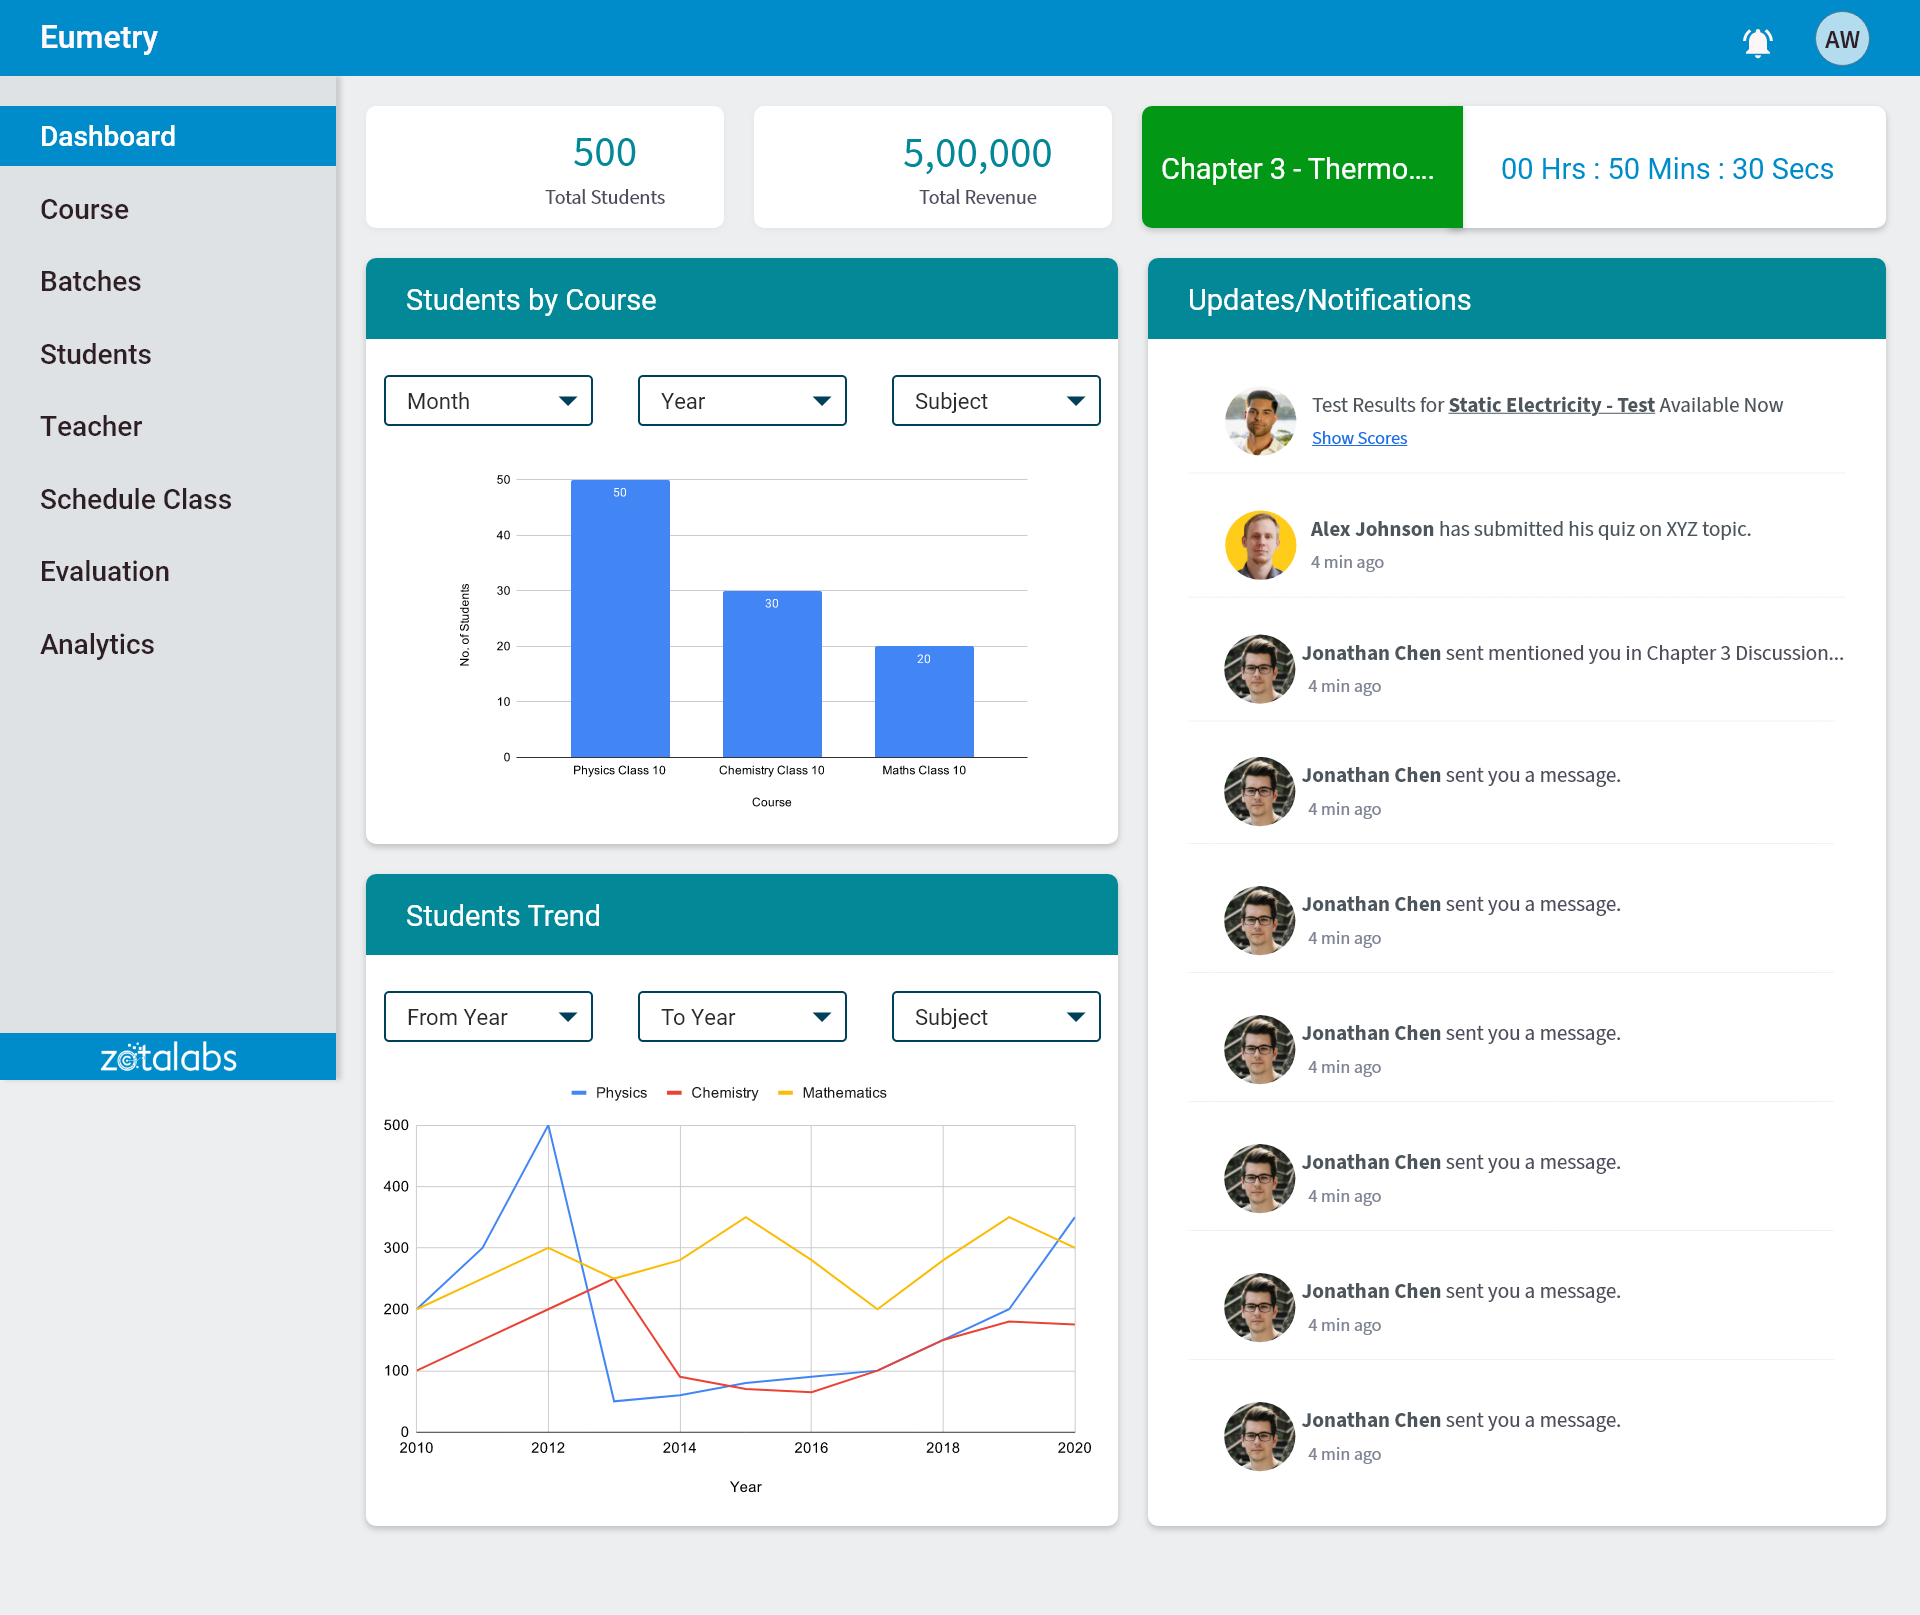 Eumetry
AW
Dashboard
Course
Batches
Students
Teacher
Schedule Class
Evaluation
Analytics
zetalabs
500
Total Students
5,00,000
Total Revenue
Chapter 3 - Thermo....
00 Hrs : 50 Mins : 30 Secs
Students by Course
Month
Year
Subject
50
40
30
20
10
0
No. of Students
50
30
20
Physics Class 10
Chemistry Class 10
Maths Class 10
Course
Students Trend
From Year
To Year
Subject
Physics
Chemistry
Mathematics
500
400
300
200
100
0
2010
2012
2014
2016
2018
2020
Year
Updates/Notifications
Test Results for Static Electricity - Test Available Now
Show Scores
Alex Johnson has submitted his quiz on XYZ topic.
4 min ago
Jonathan Chen sent mentioned you in Chapter 3 Discussion...
4 min ago
Jonathan Chen sent you a message.
4 min ago
Jonathan Chen sent you a message.
4 min ago
Jonathan Chen sent you a message.
4 min ago
Jonathan Chen sent you a message.
4 min ago
Jonathan Chen sent you a message.
4 min ago
Jonathan Chen sent you a message.
4 min ago